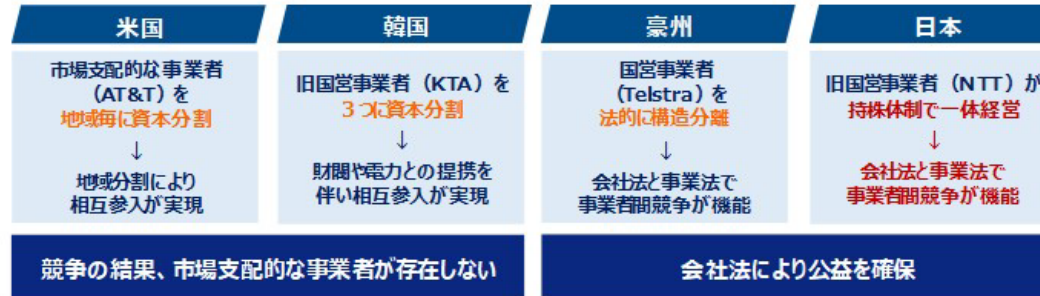 米国
市場支配的な事業者
（AT&T）を
地域毎に資本分割
↓
地域分割により
相互参入が実現
韓国
旧国営事業者（KTA）を
３つに資本分割
↓
財閥や電力との提携を
伴い相互参入が実現
豪州
国営事業者
（Telstra）を
法的に構造分離
↓
会社法と事業法で
事業者間競争が機能
日本
旧国営事業者（NTT）が
持株体制で一体経営
↓
会社法と事業法で
事業者間競争が機能
競争の結果、市場支配的な事業者が存在しない
会社法により公益を確保